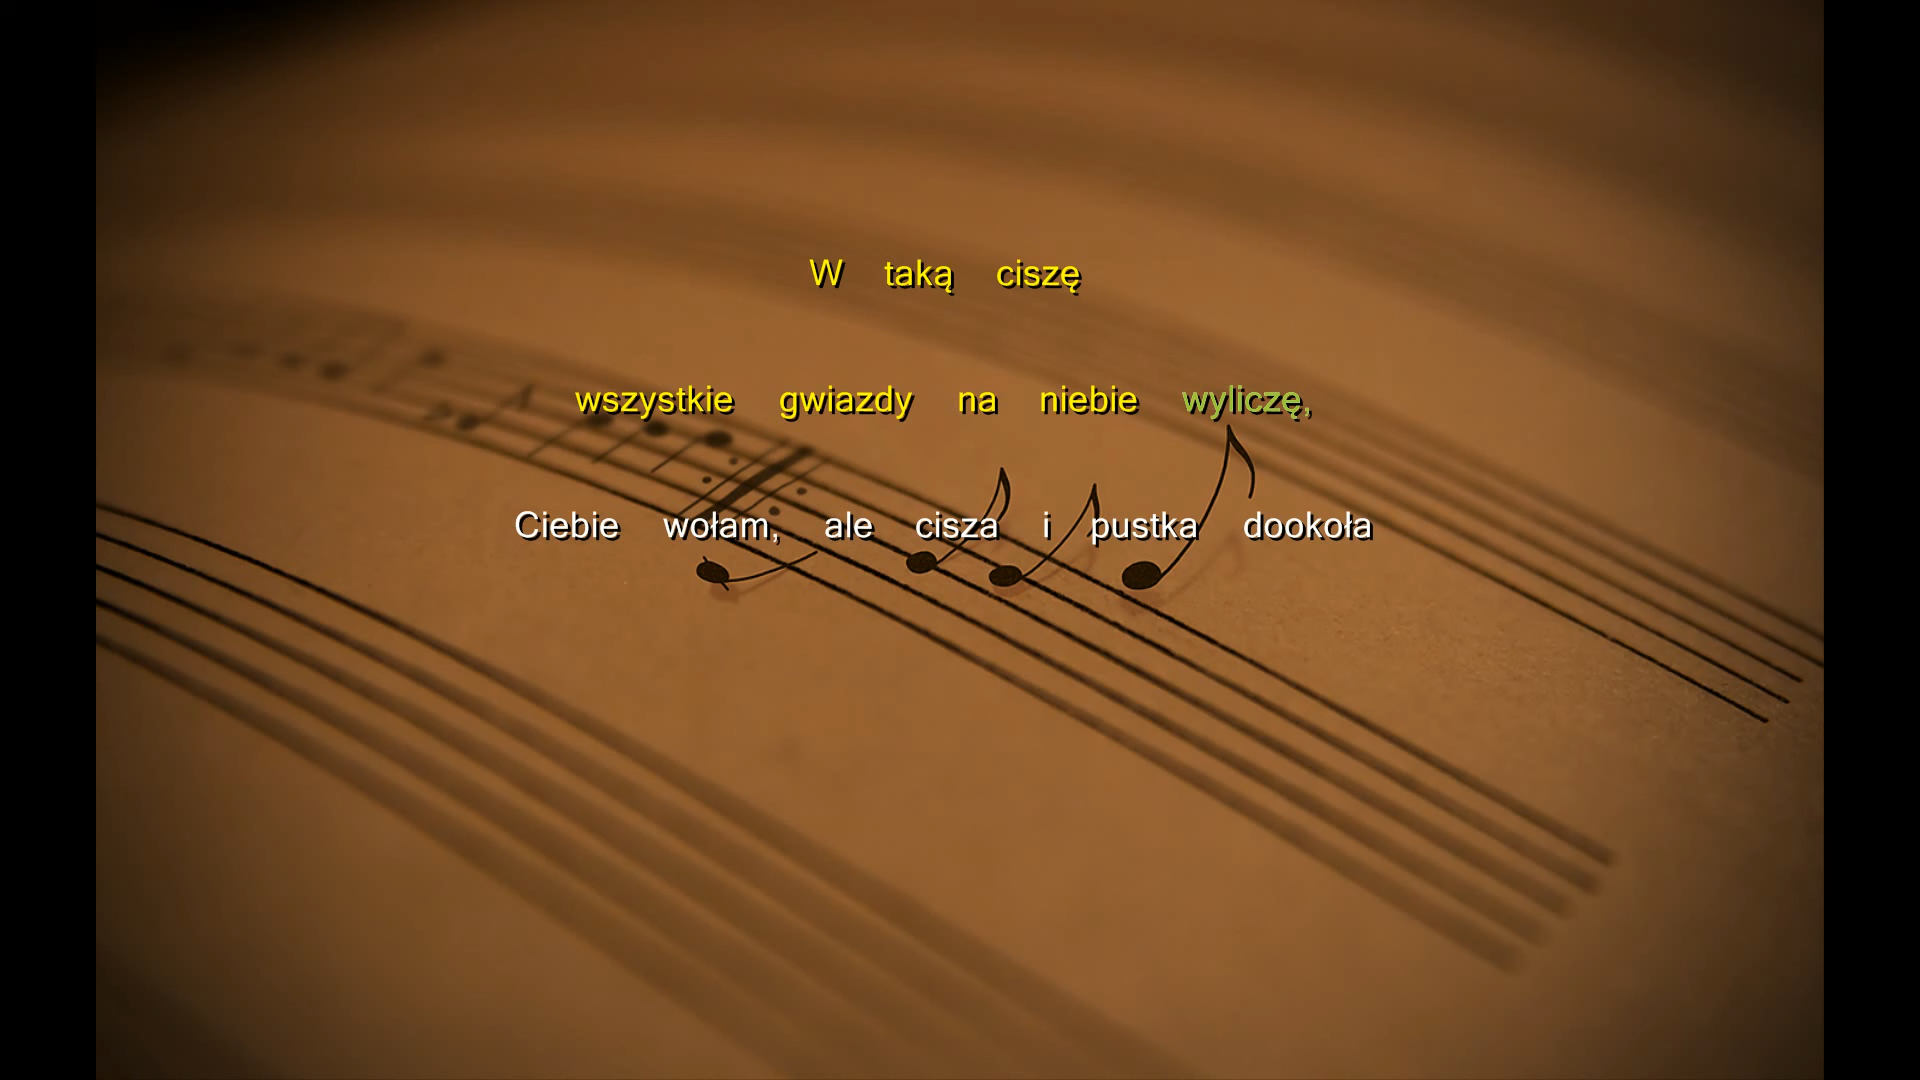 W taką ciszę
wszystkie gwiazdy na niebie wyliczę,
Ciebie wołam, ale cisza i pustka dookoła